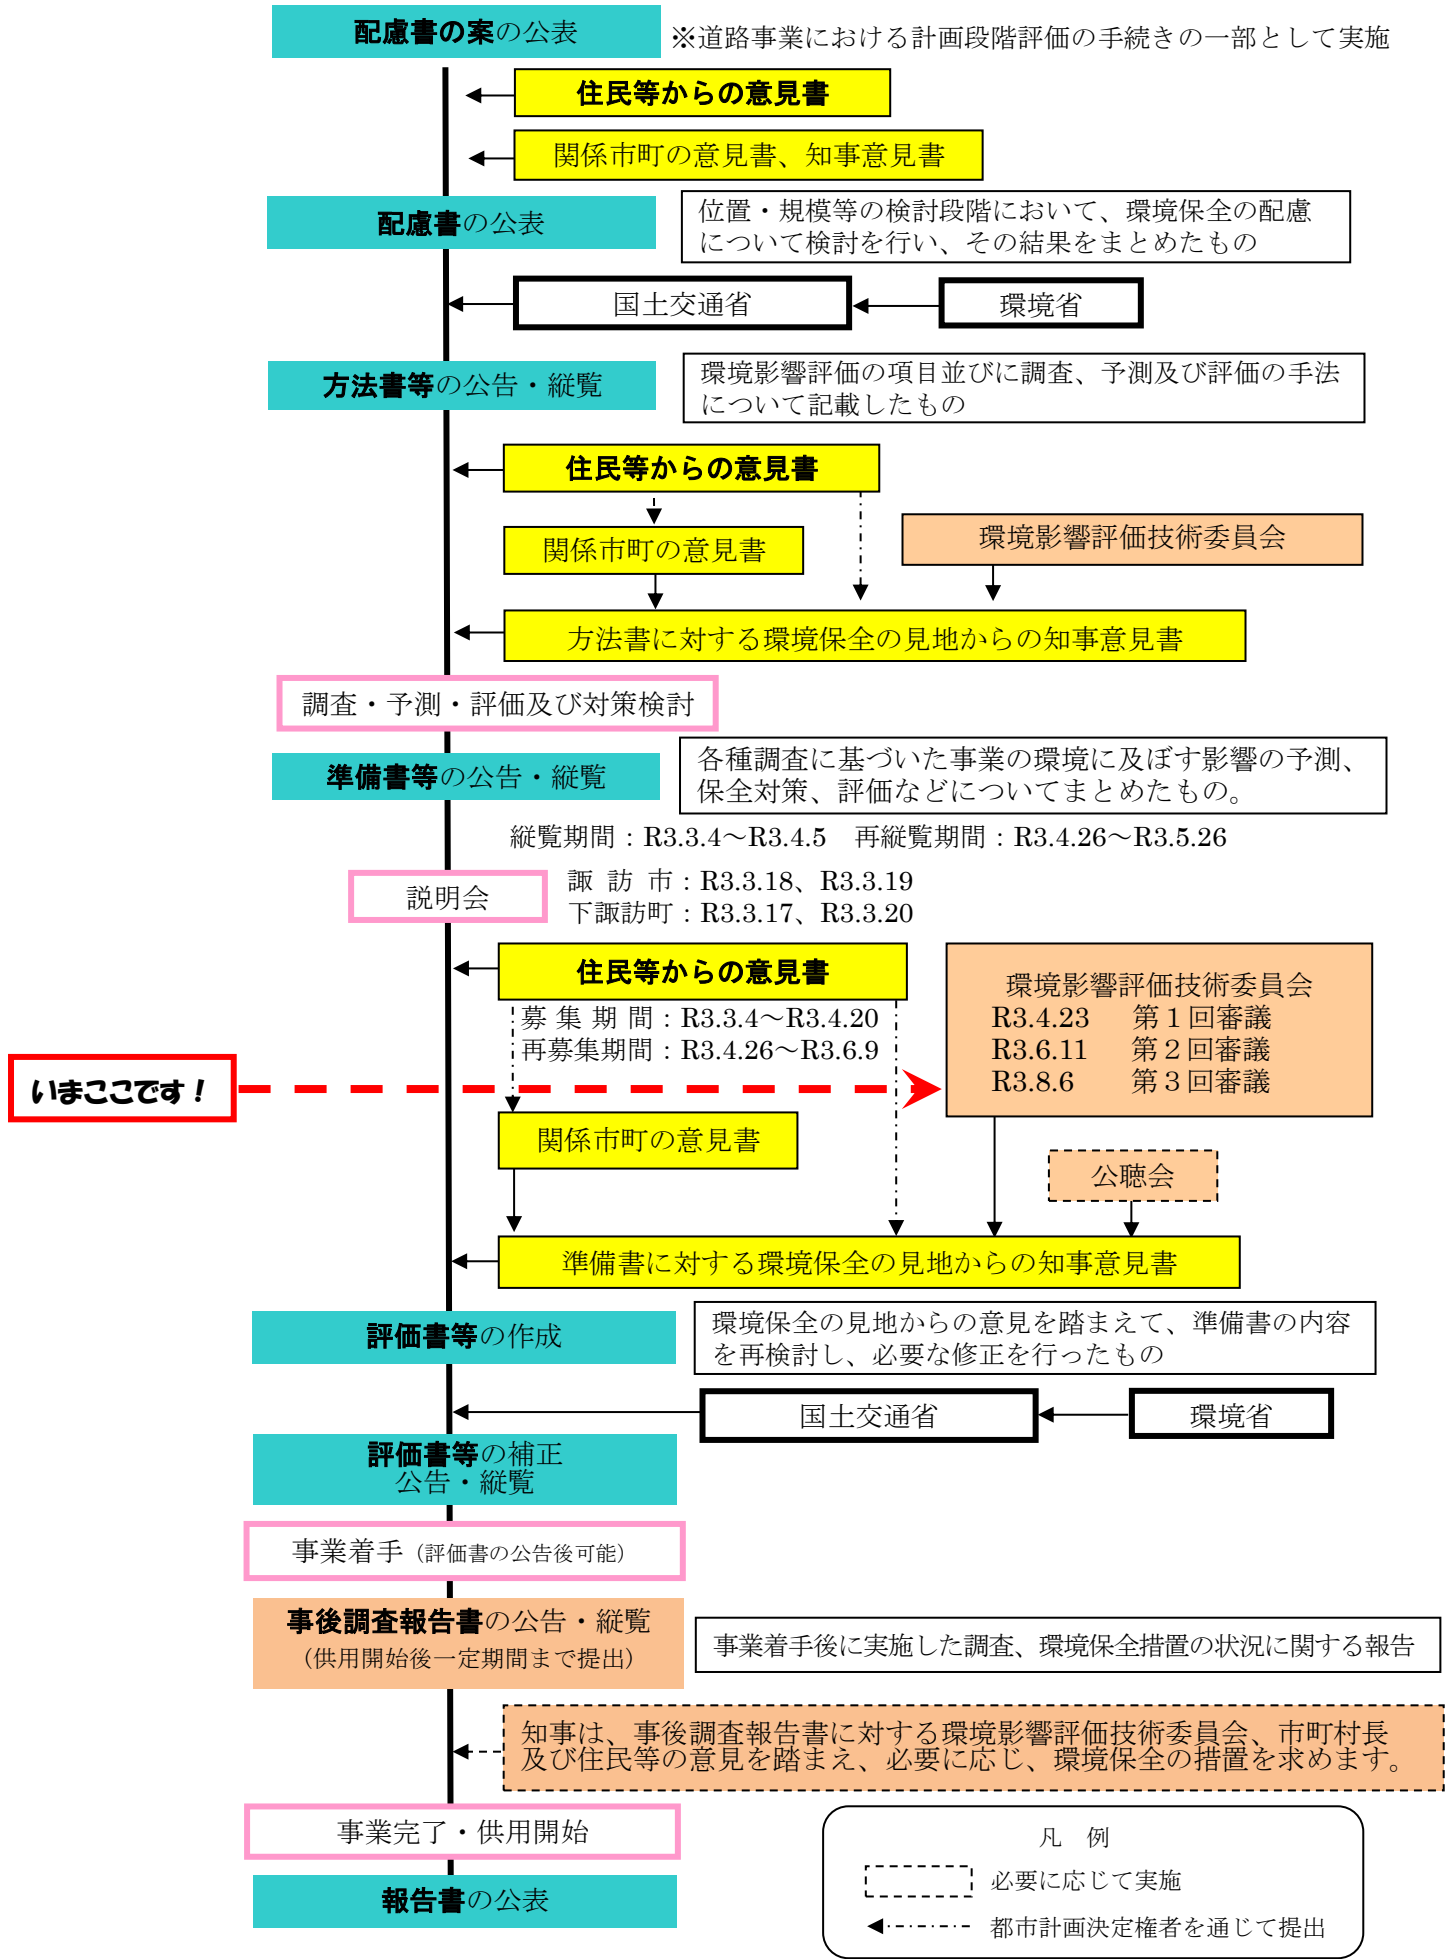 配慮書の案の公表
※道路事業における計画段階評価の手続きの一部として実施
住民等からの意見書
関係市町の意見書、知事意見書
配慮書の公表
位置・規模等の検討段階において、環境保全の配慮
について検討を行い、その結果をまとめたもの
国土交通省
環境省
方法書等の公告・縦覧
環境影響評価の項目並びに調査、予測及び評価の手法
について記載したもの
住民等からの意見書
関係市町の意見書
環境影響評価技術委員会
方法書に対する環境保全の見地からの知事意見書
調査・予測・評価及び対策検討
準備書等の公告・縦覧
各種調査に基づいた事業の環境に及ぼす影響の予測、
保全対策、評価などについてまとめたもの。
縦覧期間：R3.3.4～R3.4.5　再縦覧期間：R3.4.26～R3.5.26
説明会
諏 訪 市：R3.3.18、R3.3.19
下諏訪町：R3.3.17、R3.3.20
住民等からの意見書
募 集 期 間：R3.3.4～R3.4.20
再募集期間：R3.4.26～R3.6.9
環境影響評価技術委員会
R3.4.23　第１回審議
R3.6.11　第２回審議
R3.8.6　第３回審議
いまここです！
関係市町の意見書
公聴会
準備書に対する環境保全の見地からの知事意見書
評価書等の作成
環境保全の見地からの意見を踏まえて、準備書の内容
を再検討し、必要な修正を行ったもの
国土交通省
環境省
評価書等の補正
公告・縦覧
事業着手（評価書の公告後可能）
事後調査報告書の公告・縦覧
（供用開始後一定期間まで提出）
事業着手後に実施した調査、環境保全措置の状況に関する報告
知事は、事後調査報告書に対する環境影響評価技術委員会、市町村長
及び住民等の意見を踏まえ、必要に応じ、環境保全の措置を求めます。
事業完了・供用開始
報告書の公表
凡　例
必要に応じて実施
都市計画決定権者を通じて提出